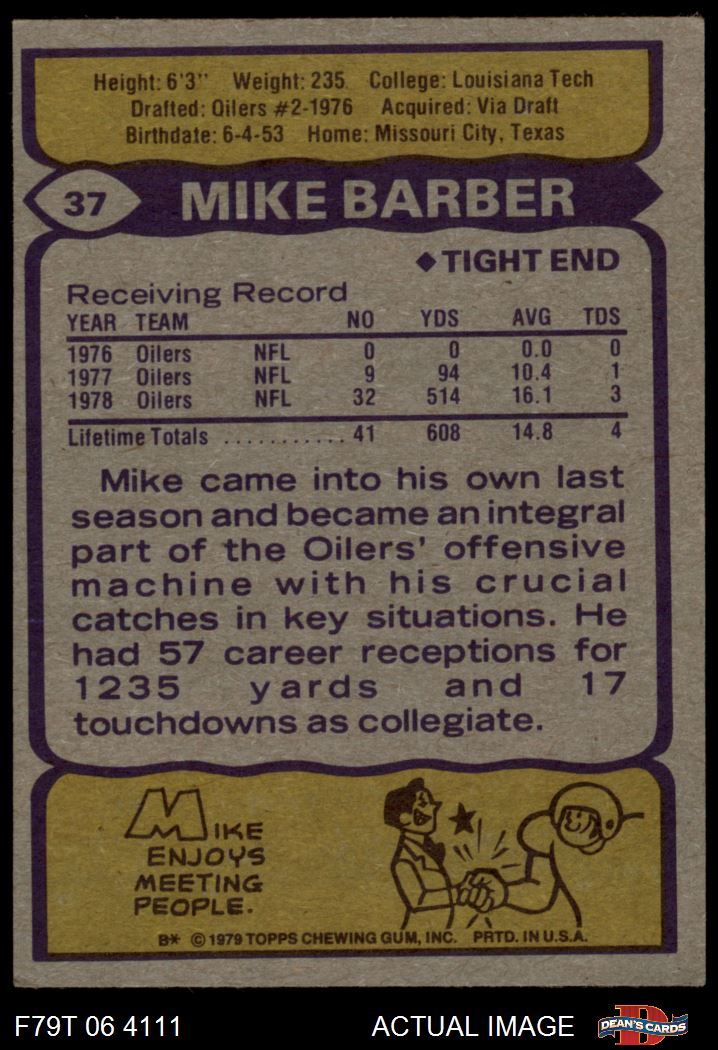 Height: 6'3" Weight: 235 College: Louisiana Tech
Drafted: Oilers #2-1976 Acquired: Via Draft
Birthdate: 6-4-53 Home: Missouri City, Texas
37 MIKE BARBER
◆TIGHT END
Receiving Record
YEAR TEAM NO YDS AVG TDS
1976 Oilers NFL 0 0 0.0 0
1977 Oilers NFL 9 94 10.4 1
1978 Oilers NFL 32 514 16.1 3
Lifetime Totals ........... 41 608 14.8 4
Mike came into his own last
season and became an integral
part of the Oilers' offensive
machine with his crucial
catches in key situations. He
had 57 career receptions for
1235 yards and 17
touchdowns as collegiate.
MIKE
ENJOYS
MEETING
PEOPLE.
B* © 1979 TOPPS CHEWING GUM, INC. PRTD. IN U.S.A.
F79T 06 4111 ACTUAL IMAGE D DEAN'S CARDS